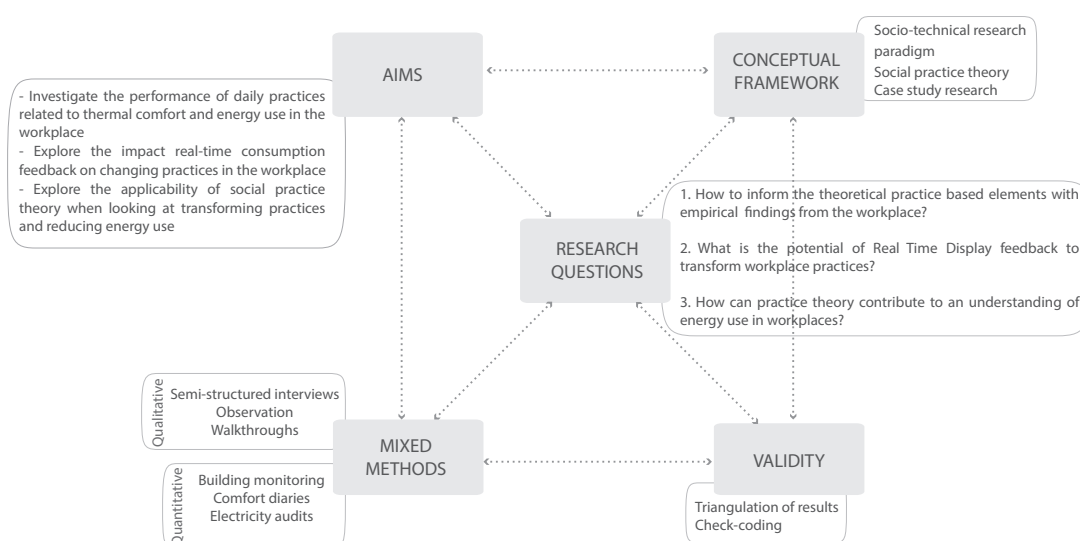 AIMS
- Investigate the performance of daily practices
related to thermal comfort and energy use in the
workplace
- Explore the impact real-time consumption
feedback on changing practices in the workplace
- Explore the applicability of social practice
theory when looking at transforming practices
and reducing energy use
CONCEPTUAL
FRAMEWORK
Socio-technical research
paradigm
Social practice theory
Case study research
RESEARCH
QUESTIONS
1. How to inform the theoretical practice based elements with
empirical findings from the workplace?
2. What is the potential of Real Time Display feedback to
transform workplace practices?
3. How can practice theory contribute to an understanding of
energy use in workplaces?
Qualitative
Semi-structured interviews
Observation
Walkthroughs
MIXED
METHODS
Quantitative
Building monitoring
Comfort diaries
Electricity audits
VALIDITY
Triangulation of results
Check-coding